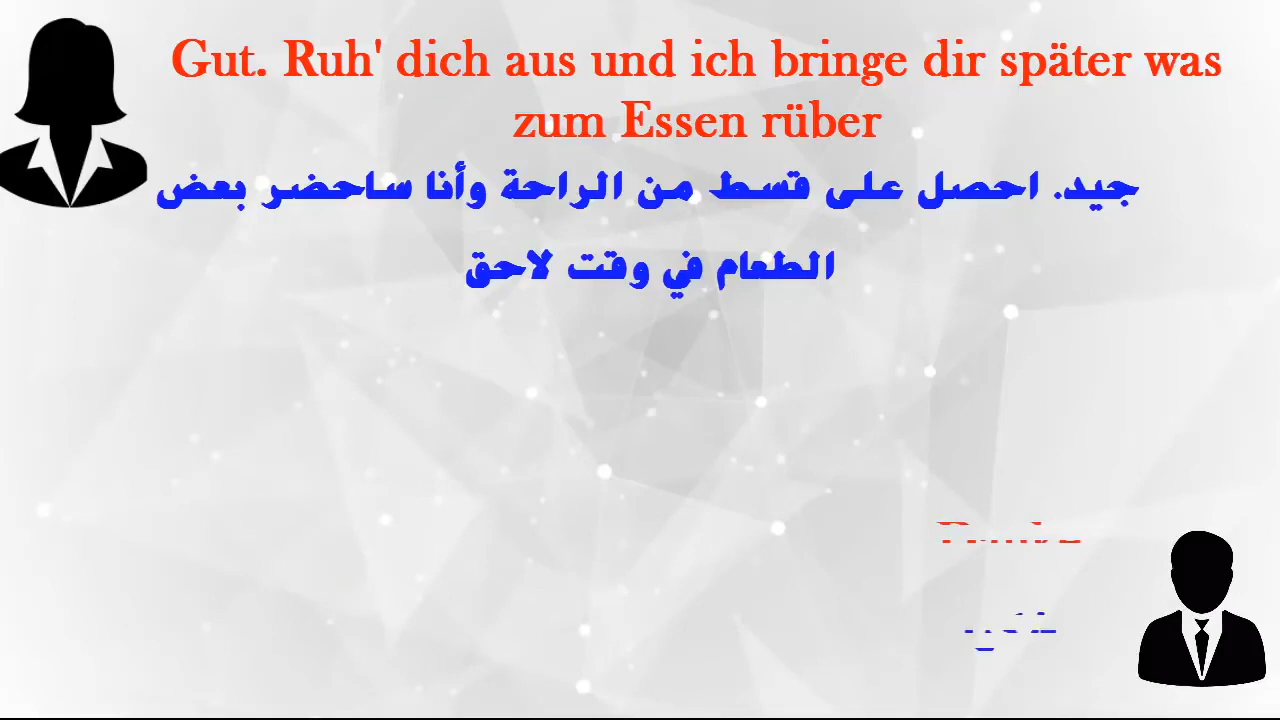 Gut. Ruh' dich aus und ich bringe dir später was
zum Essen rüber
جيد. احصل على قسط من الراحة وأنا ساحضر بعض
الطعام في وقت لاحق